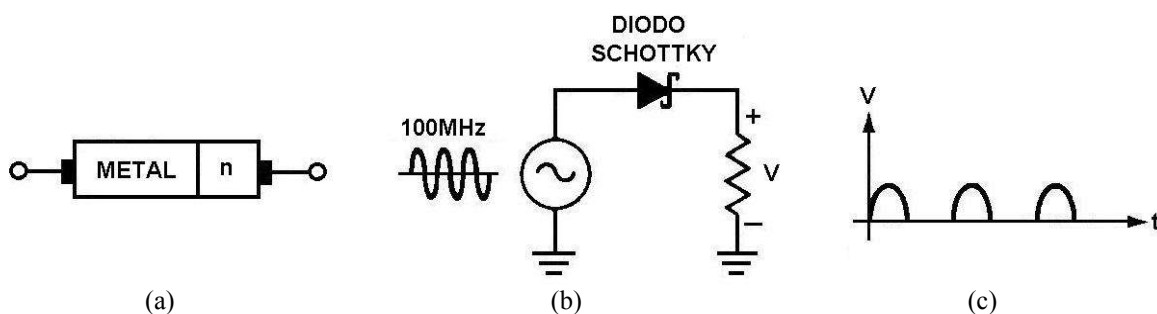 DIODO
SCHOTTKY
METAL n
100MHz
+
V
−
V
t
(a)
(b)
(c)